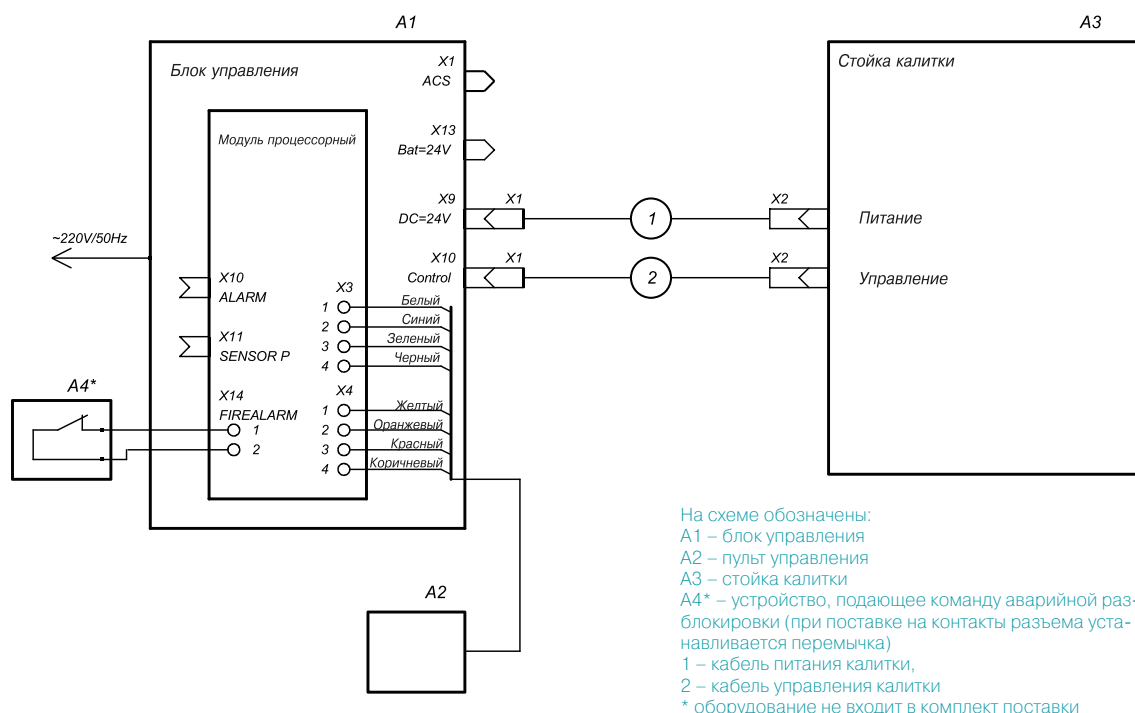 A1
A3
Блок управления
X1
ACS
Стойка калитки
X13
Bat=24V
Модуль процессорный
X9
DC=24V
X1
1
X2
Питание
~220V/50Hz
X10
Control
X1
2
X2
Управление
X10
ALARM
X3
1
Белый
2
Синий
3
Зеленый
4
Черный
X11
SENSOR P
A4*
X14
FIREALARM
1
2
X4
1
Желтый
2
Оранжевый
3
Красный
4
Коричневый
A2
На схеме обозначены:
А1 – блок управления
А2 – пульт управления
А3 – стойка калитки
А4* – устройство, подающее команду аварийной раз-
блокировки (при поставке на контакты разъема уста-
навливается перемычка)
1 – кабель питания калитки,
2 – кабель управления калитки
* оборудование не входит в комплект поставки